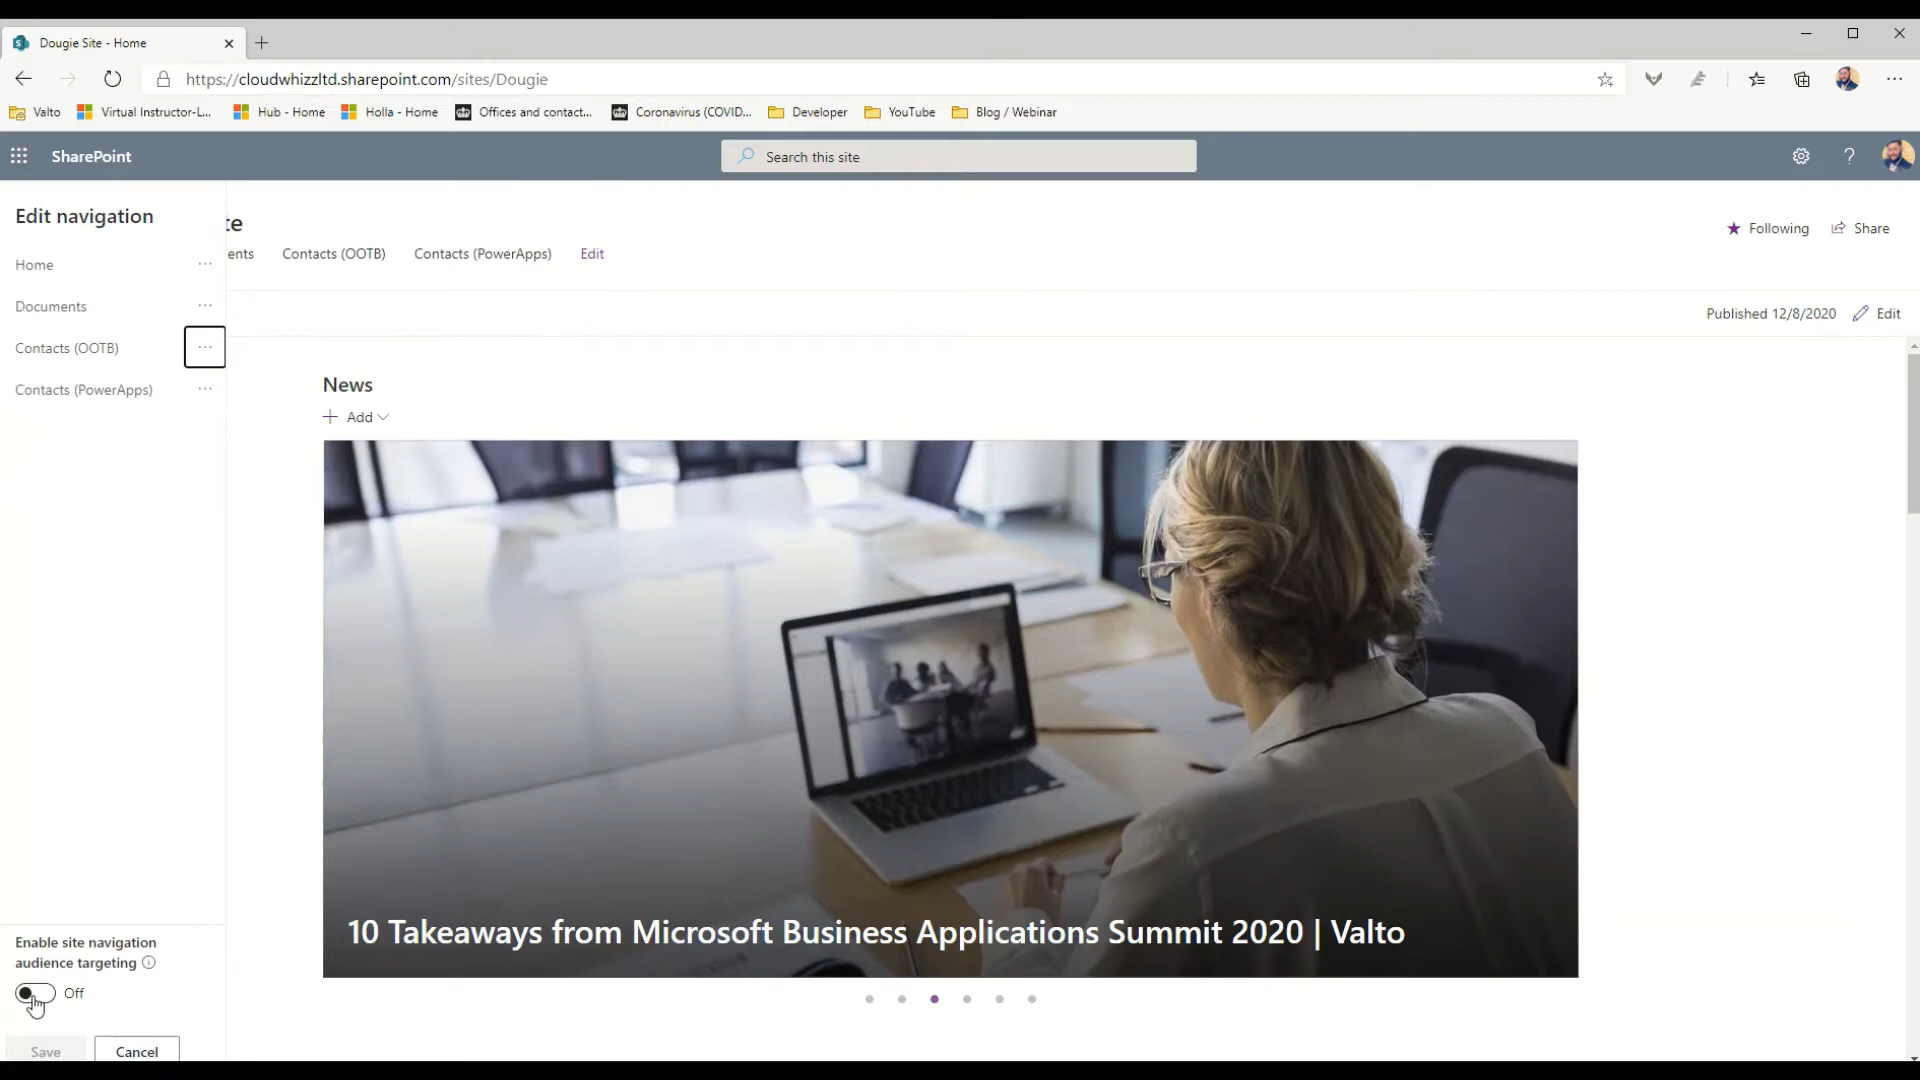 Dougie Site - Home
https://cloudwhizzltd.sharepoint.com/sites/Dougie
Valto
Virtual Instructor-L...
Hub - Home
Holla - Home
Offices and contact...
Coronavirus (COVID...
Developer
YouTube
Blog / Webinar
SharePoint
Search this site
?
Edit navigation
te
Following
Share
ents
Contacts (OOTB)
Contacts (PowerApps)
Edit
Home
Documents
Contacts (OOTB)
Contacts (PowerApps)
Published 12/8/2020
Edit
News
Add
10 Takeaways from Microsoft Business Applications Summit 2020 | Valto
Enable site navigation
audience targeting
Off
Save
Cancel